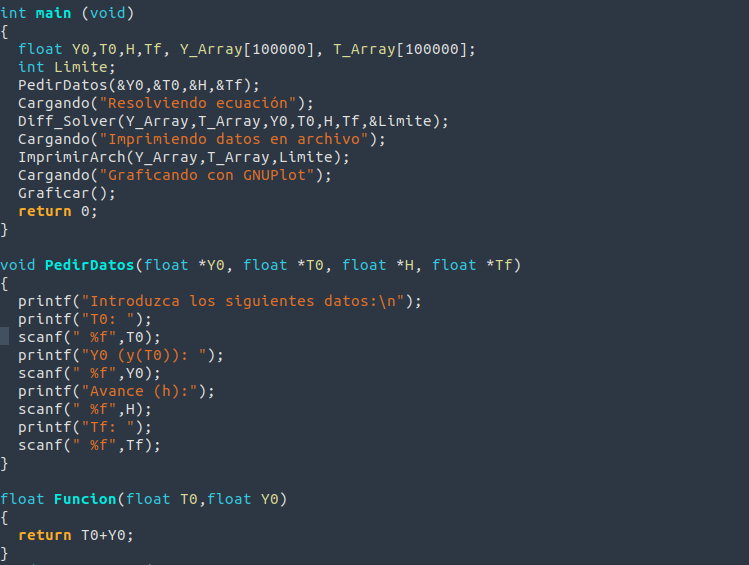 int main (void)
{
  float Y0,T0,H,Tf, Y_Array[100000], T_Array[100000];
  int Limite;
  PedirDatos(&Y0,&T0,&H,&Tf);
  Cargando("Resolviendo ecuación");
  Diff_Solver(Y_Array,T_Array,Y0,T0,H,Tf,&Limite);
  Cargando("Imprimiendo datos en archivo");
  ImprimirArch(Y_Array,T_Array,Limite);
  Cargando("Graficando con GNUPlot");
  Graficar();
  return 0;
}

void PedirDatos(float *Y0, float *T0, float *H, float *Tf)
{
  printf("Introduzca los siguientes datos:\n");
  printf("T0: ");
  scanf(" %f",T0);
  printf("Y0 (y(T0)): ");
  scanf(" %f",Y0);
  printf("Avance (h):");
  scanf(" %f",H);
  printf("Tf: ");
  scanf(" %f",Tf);
}

float Funcion(float T0,float Y0)
{
  return T0+Y0;
}